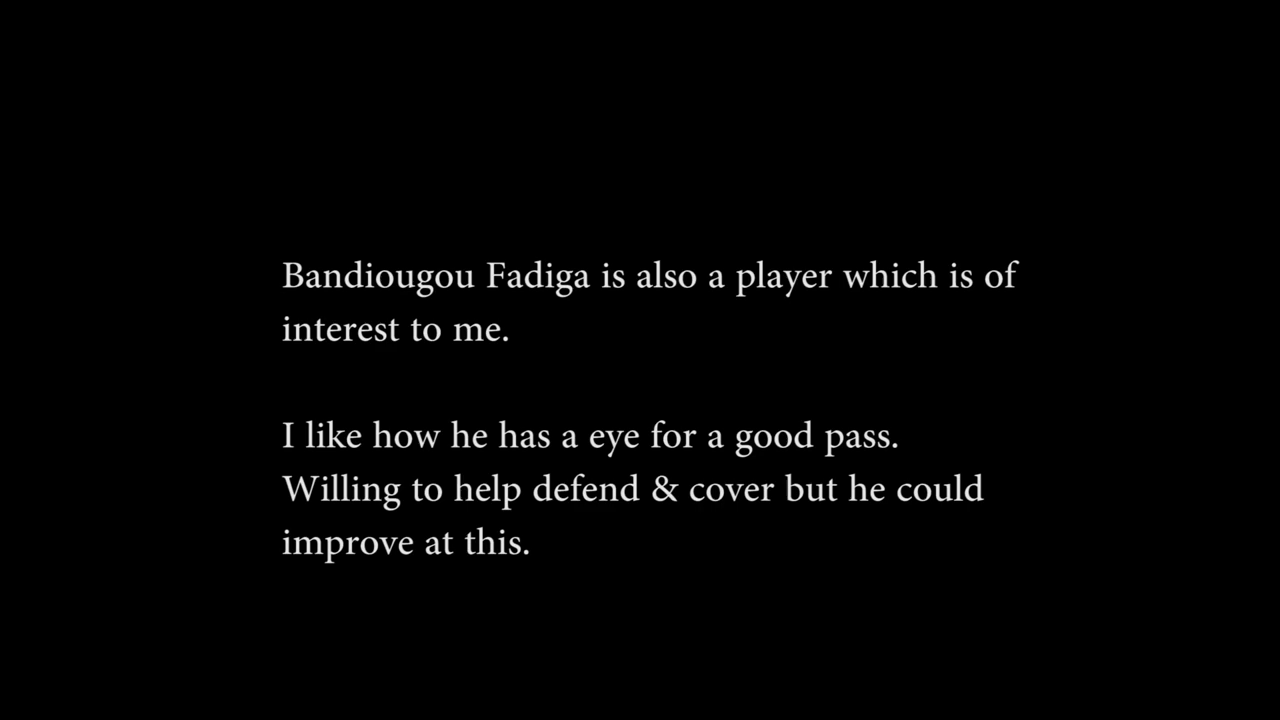 Bandiougou Fadiga is also a player which is of
interest to me.
I like how he has a eye for a good pass.
Willing to help defend & cover but he could
improve at this.